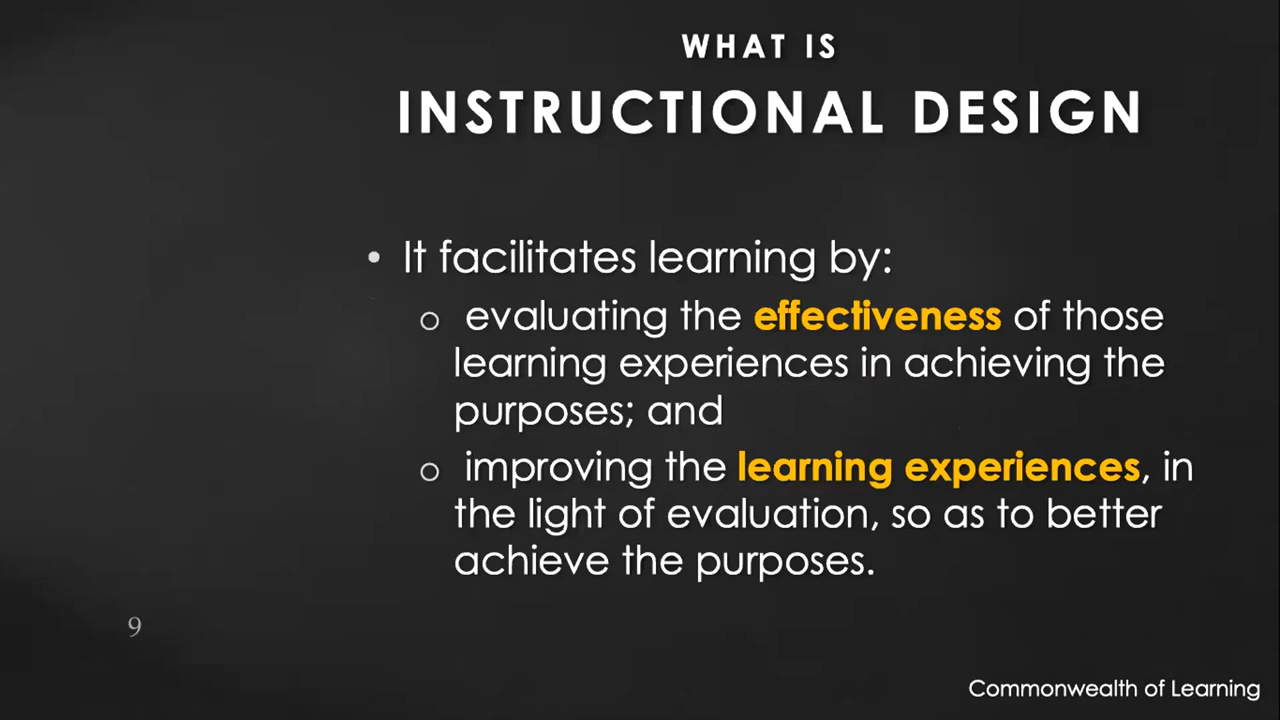 WHAT IS
INSTRUCTIONAL DESIGN
• It facilitates learning by:
o evaluating the effectiveness of those
learning experiences in achieving the
purposes; and
o improving the learning experiences, in
the light of evaluation, so as to better
achieve the purposes.
9
Commonwealth of Learning